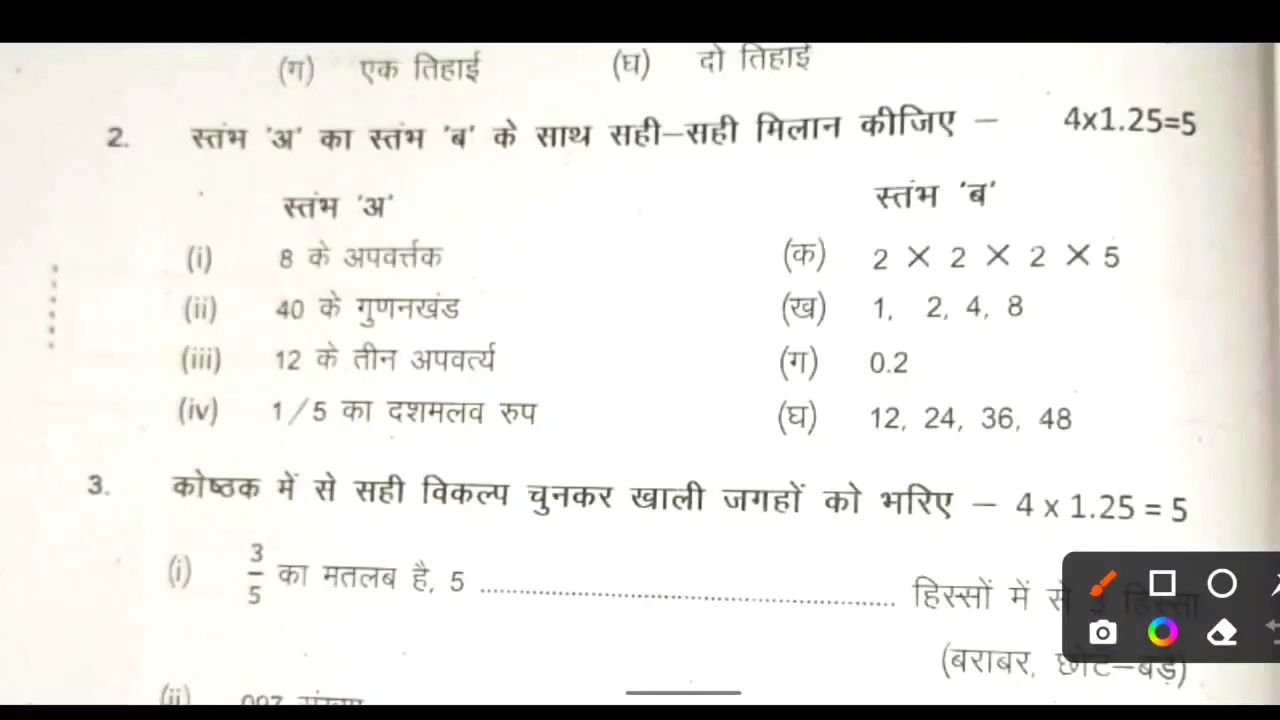 (ग) एक तिहाई (घ) दो तिहाई
2. स्तंभ 'अ' का स्तंभ 'ब' के साथ सही–सही मिलान कीजिए – 4x1.25=5
स्तंभ 'अ' स्तंभ 'ब'
(i) 8 के अपवर्त्तक (क) 2 × 2 × 2 × 5
(ii) 40 के गुणनखंड (ख) 1, 2, 4, 8
(iii) 12 के तीन अपवर्त्य (ग) 0.2
(iv) 1/5 का दशमलव रुप (घ) 12, 24, 36, 48
3. कोष्ठक में से सही विकल्प चुनकर खाली जगहों को भरिए – 4 x 1.25 = 5
(i) 3/5 का मतलब है, 5 .......................................................... हिस्सों में से 3 हिस्सा
(बराबर, छोटे–बड़े)
(ii)